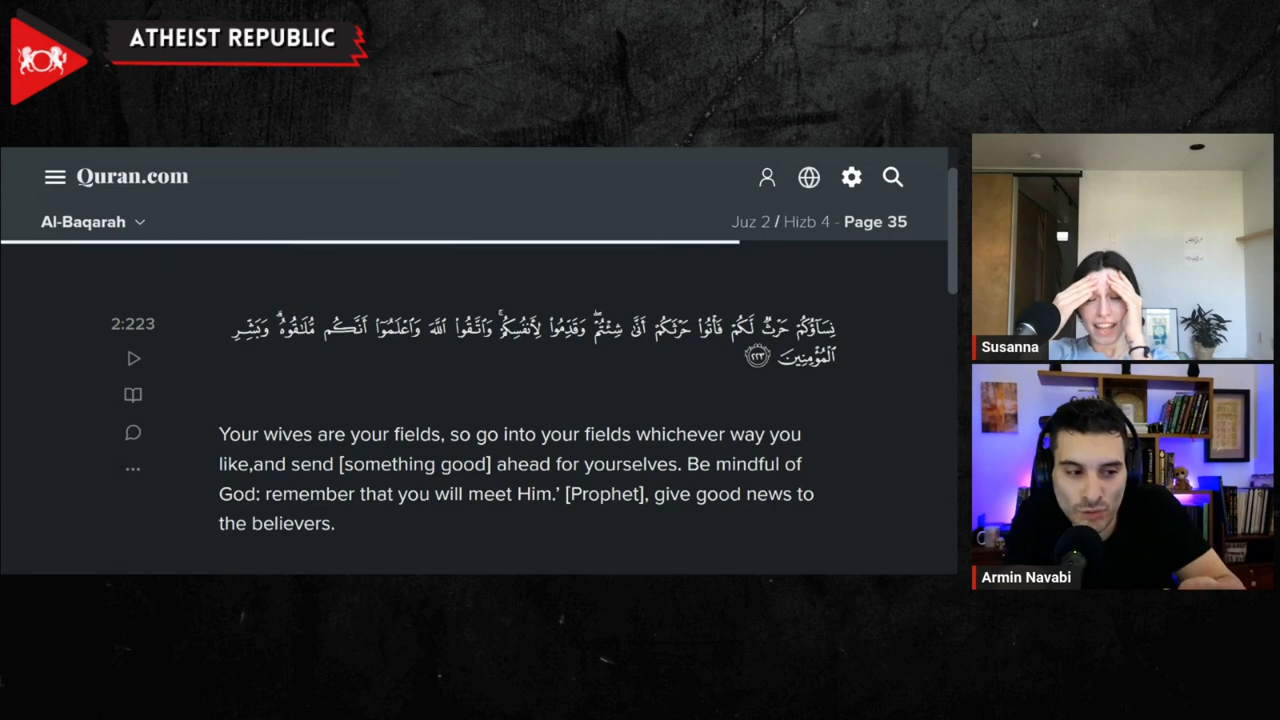 ATHEIST REPUBLIC
Quran.com
Al-Baqarah
Juz 2 / Hizb 4 - Page 35
2:223
نِسَآؤُكُمْ حَرْثٌ لَّكُمْ فَأْتُوا۟ حَرْثَكُمْ أَنَّىٰ شِئْتُمْ ۖ وَقَدِّمُوا۟ لِأَنفُسِكُمْ ۚ وَٱتَّقُوا۟ ٱللَّهَ وَٱعْلَمُوٓا۟ أَنَّكُم مُّلَـٰقُوهُ ۗ وَبَشِّرِ
ٱلْمُؤْمِنِينَ ٢٢٣
Your wives are your fields, so go into your fields whichever way you
like,and send [something good] ahead for yourselves. Be mindful of
God: remember that you will meet Him.’ [Prophet], give good news to
the believers.
Susanna
Armin Navabi